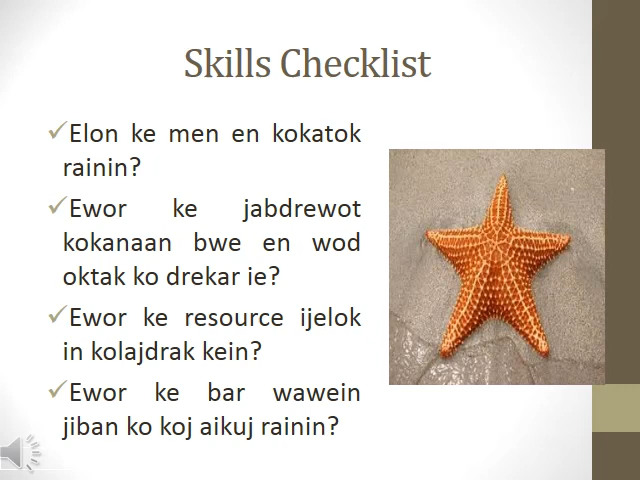 Skills Checklist
Elon ke men en kokatok
rainin?
Ewor ke jabdrewot
kokanaan bwe en wod
oktak ko drekar ie?
Ewor ke resource ijelok
in kolajdrak kein?
Ewor ke bar wawein
jiban ko koj aikuj rainin?